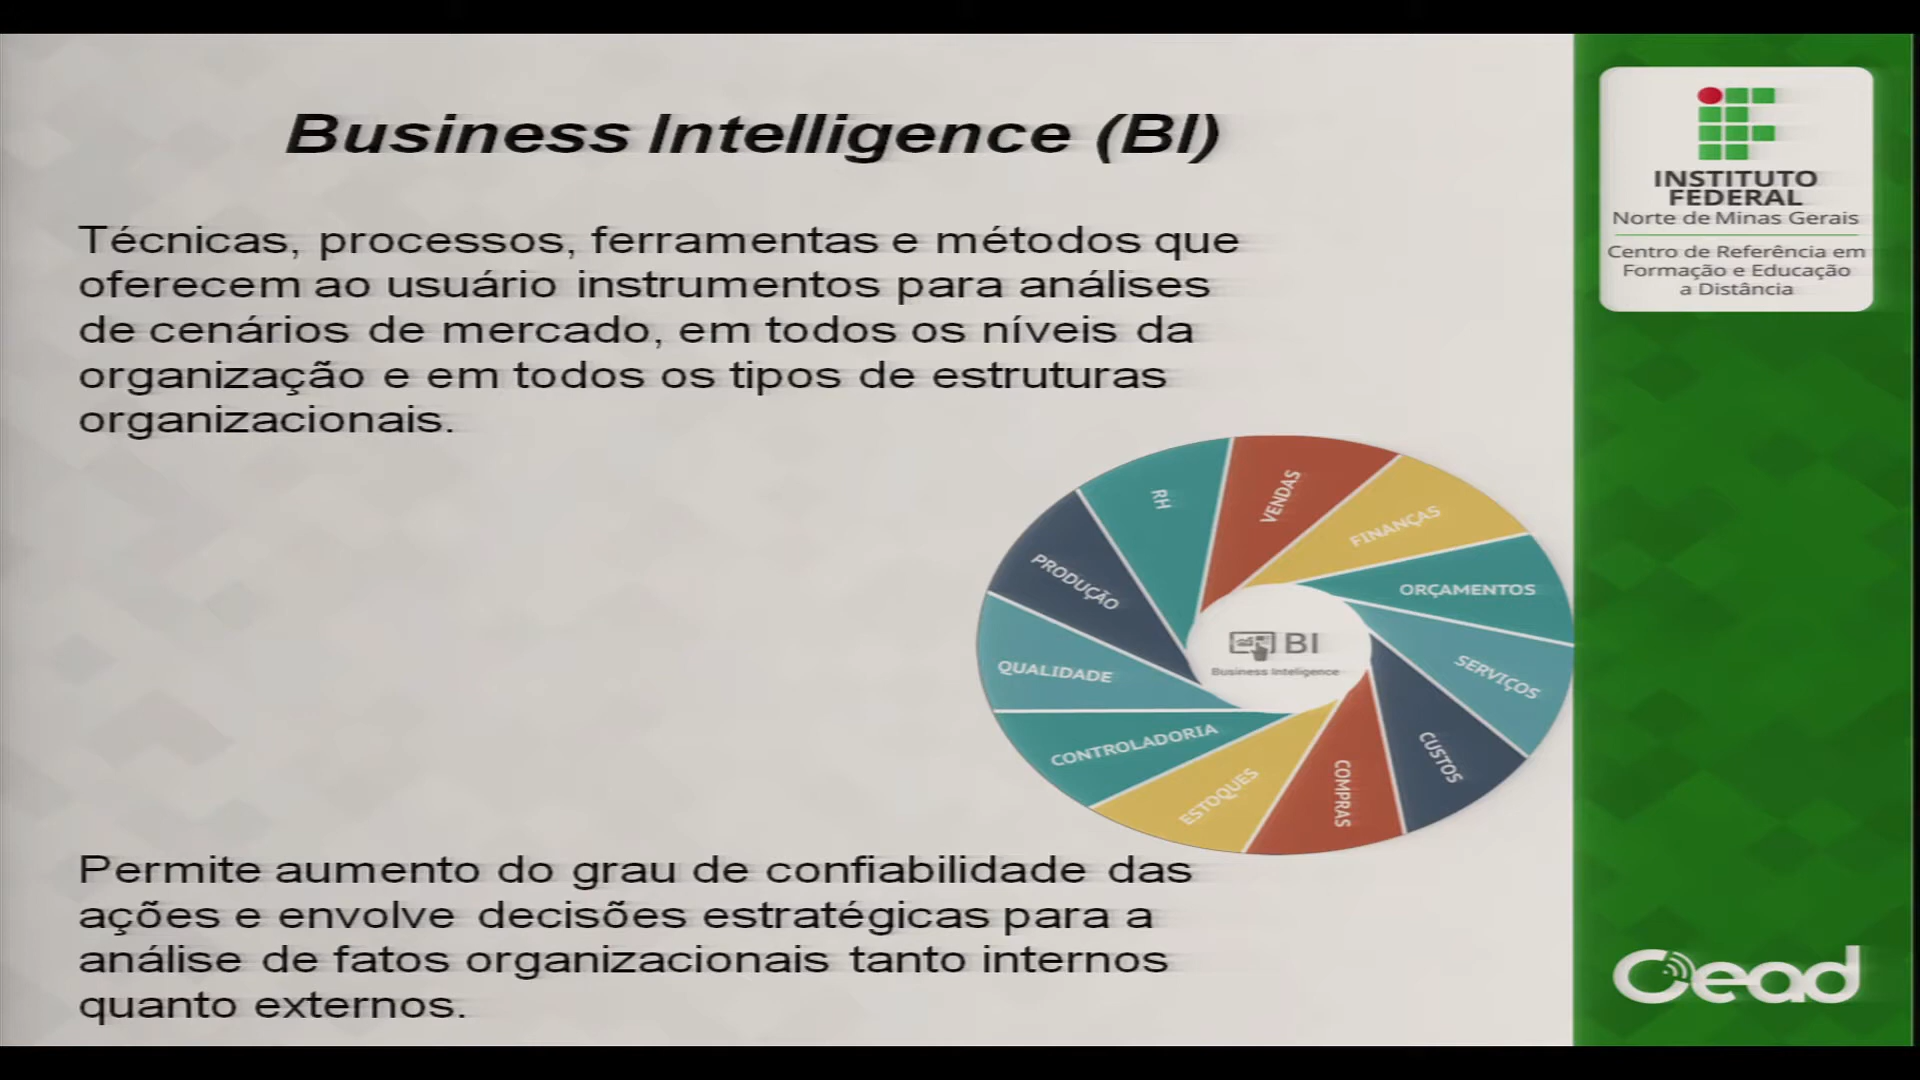 Business Intelligence (BI)
Técnicas, processos, ferramentas e métodos que
oferecem ao usuário instrumentos para análises
de cenários de mercado, em todos os níveis da
organização e em todos os tipos de estruturas
organizacionais.
RH
VENDAS
FINANÇAS
ORÇAMENTOS
SERVIÇOS
CUSTOS
COMPRAS
ESTOQUES
CONTROLADORIA
QUALIDADE
PRODUÇÃO
BI
Business Intelligence
Permite aumento do grau de confiabilidade das
ações e envolve decisões estratégicas para a
análise de fatos organizacionais tanto internos
quanto externos.
INSTITUTO
FEDERAL
Norte de Minas Gerais
Centro de Referência em
Formação e Educação
a Distância
Cead